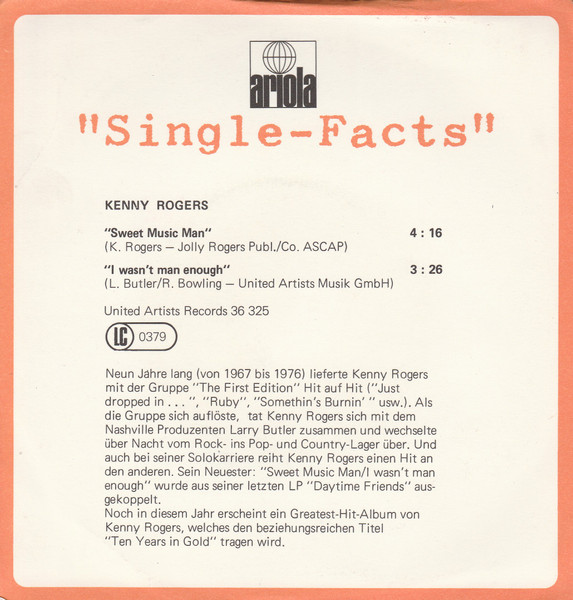 ariola
"Single-Facts"
KENNY ROGERS
"Sweet Music Man" 4 : 16
(K. Rogers — Jolly Rogers Publ./Co. ASCAP)
"I wasn't man enough" 3 : 26
(L. Butler/R. Bowling — United Artists Musik GmbH)
United Artists Records 36 325
LC 0379
Neun Jahre lang (von 1967 bis 1976) lieferte Kenny Rogers
mit der Gruppe "The First Edition" Hit auf Hit ("Just
dropped in . . . ", "Ruby", "Somethin's Burnin' " usw.). Als
die Gruppe sich auflöste, tat Kenny Rogers sich mit dem
Nashville Produzenten Larry Butler zusammen und wechselte
über Nacht vom Rock- ins Pop- und Country-Lager über. Und
auch bei seiner Solokarriere reiht Kenny Rogers einen Hit an
den anderen. Sein Neuester: "Sweet Music Man/I wasn't man
enough" wurde aus seiner letzten LP "Daytime Friends" aus-
gekoppelt.
Noch in diesem Jahr erscheint ein Greatest-Hit-Album von
Kenny Rogers, welches den beziehungsreichen Titel
"Ten Years in Gold" tragen wird.